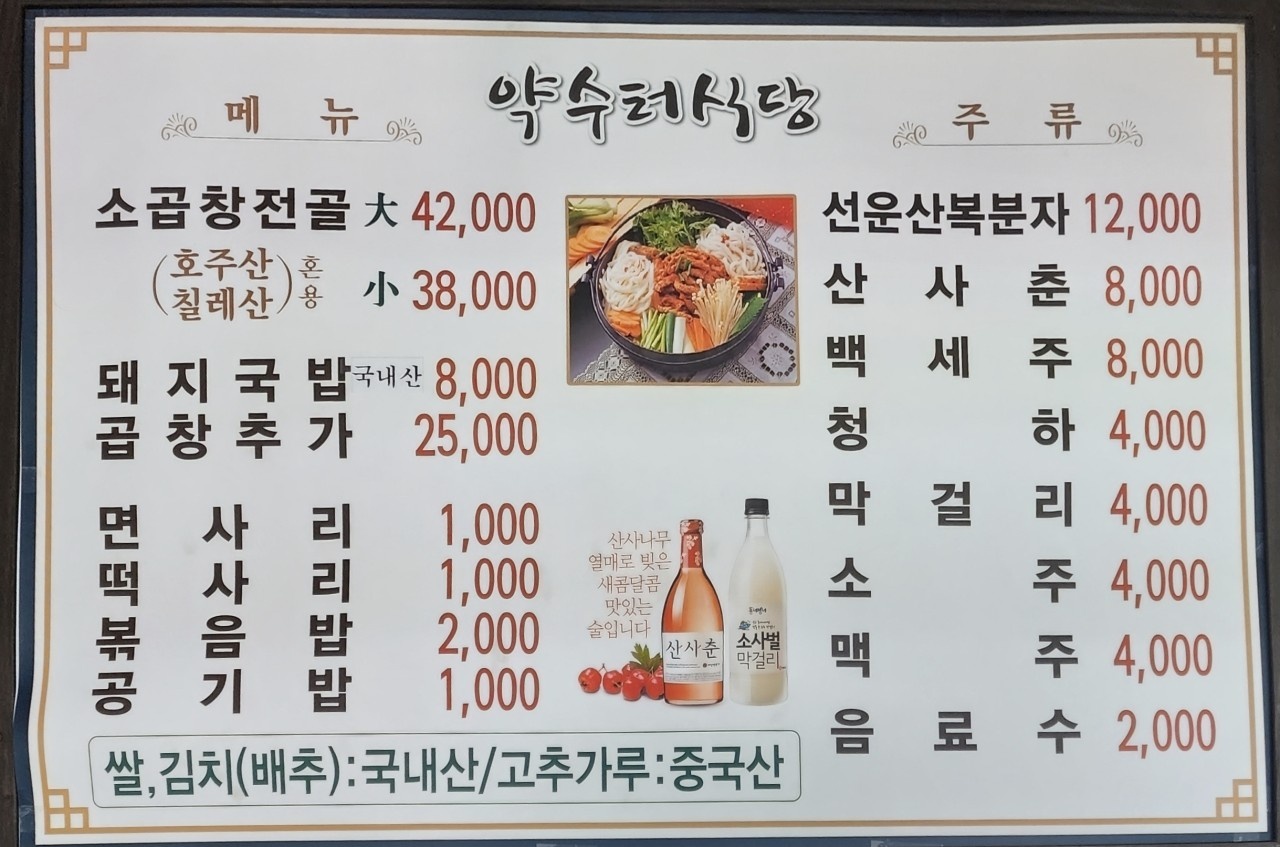 약수터식당
메 뉴
소곱창전골 大 42,000
(호주산 칠레산) 혼용 小 38,000
돼지국밥 국내산 8,000
곱창추가 25,000
면사리 1,000
떡사리 1,000
볶음밥 2,000
공기밥 1,000
주 류
선운산복분자 12,000
산사춘 8,000
백세주 8,000
청하 4,000
막걸리 4,000
소주 4,000
맥주 4,000
음료수 2,000
산사나무
열매로 빚은
새콤달콤
맛있는
술입니다
산사춘
소사벌
막걸리
쌀,김치(배추):국내산/고추가루:중국산